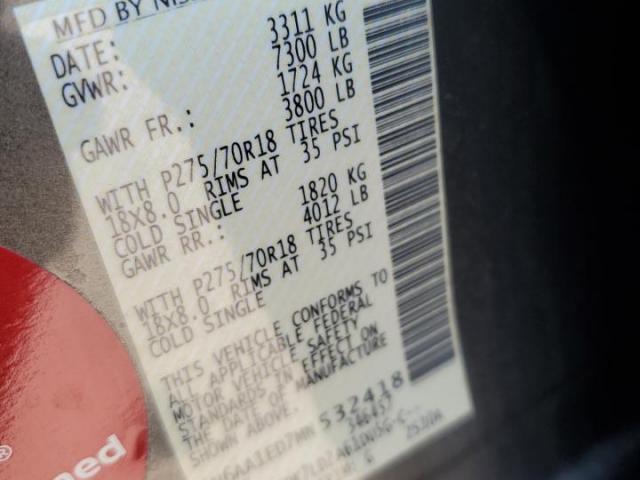 MFD BY NISS
DATE:
GVWR: 3311 KG
7300 LB
GAWR FR.: 1724 KG
3800 LB
WITH P275/70R18 TIRES
18X8.0 RIMS AT 35 PSI
COLD SINGLE
GAWR RR.: 1820 KG
4012 LB
WITH P275/70R18 TIRES
18X8.0 RIMS AT 35 PSI
COLD SINGLE
THIS VEHICLE CONFORMS TO
ALL APPLICABLE FEDERAL
MOTOR VEHICLE SAFETY
STANDARDS IN EFFECT ON
THE DATE OF MANUFACTURE
SHOWN ABOVE.
6AA1ED7MN 532418
®
ed